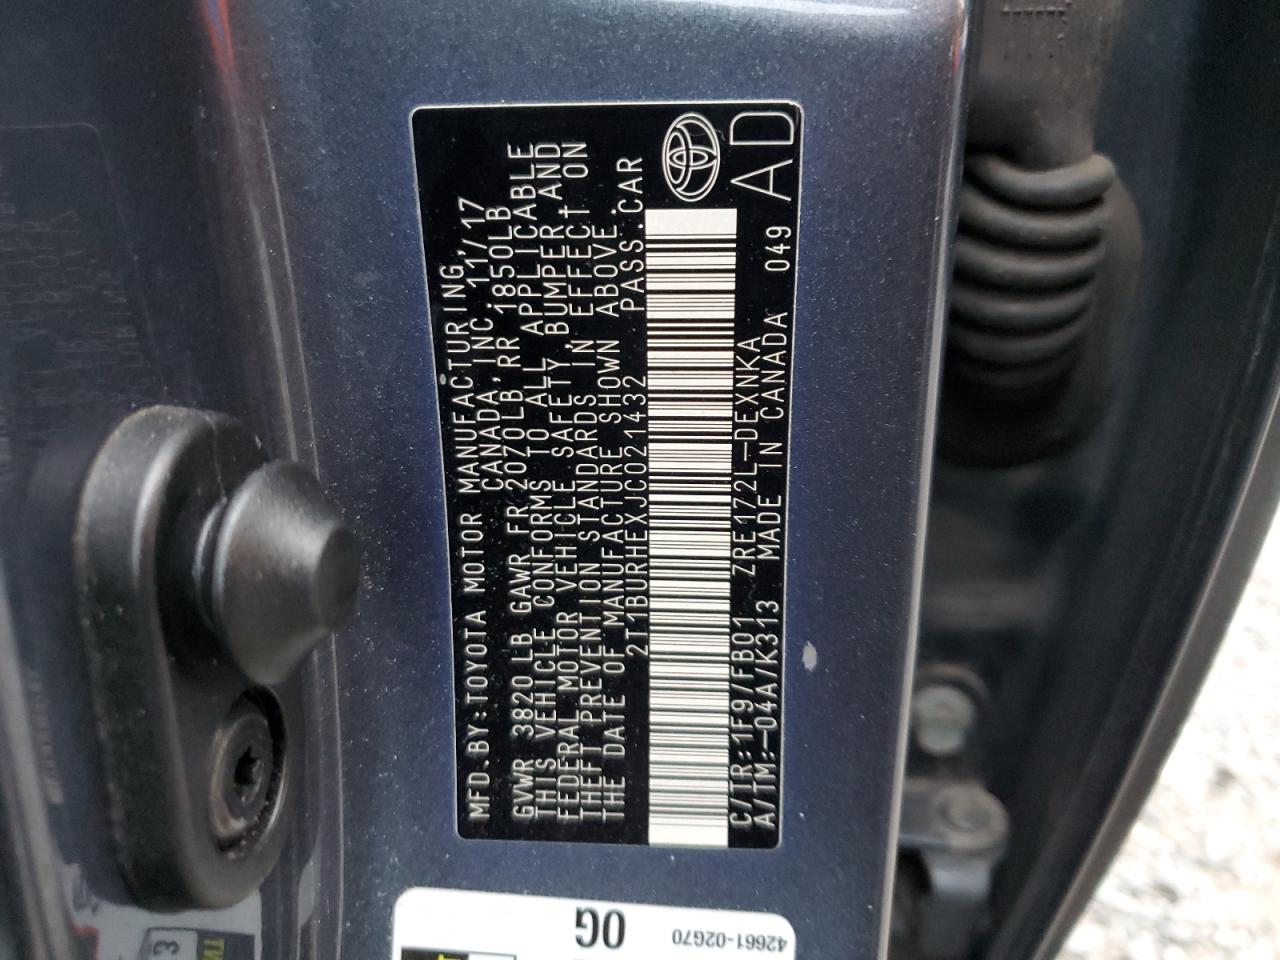 MFD.BY:TOYOTA MOTOR MANUFACTURING,
CANADA,INC. 11/17
GVWR 3820 LB GAWR FR 2070LB,RR 1850LB
THIS VEHICLE CONFORMS TO ALL APPLICABLE
FEDERAL MOTOR VEHICLE SAFETY,BUMPER,AND
THEFT PREVENTION STANDARDS IN EFFECT ON
THE DATE OF MANUFACTURE SHOWN ABOVE.
2T1BURHEXJC021432 PASS.CAR
C/TR:1F9/FB01 ZRE172L-DEXNKA 049
A/TM:-04A/K313 MADE IN CANADA
AD
0G
42661-02G70
3